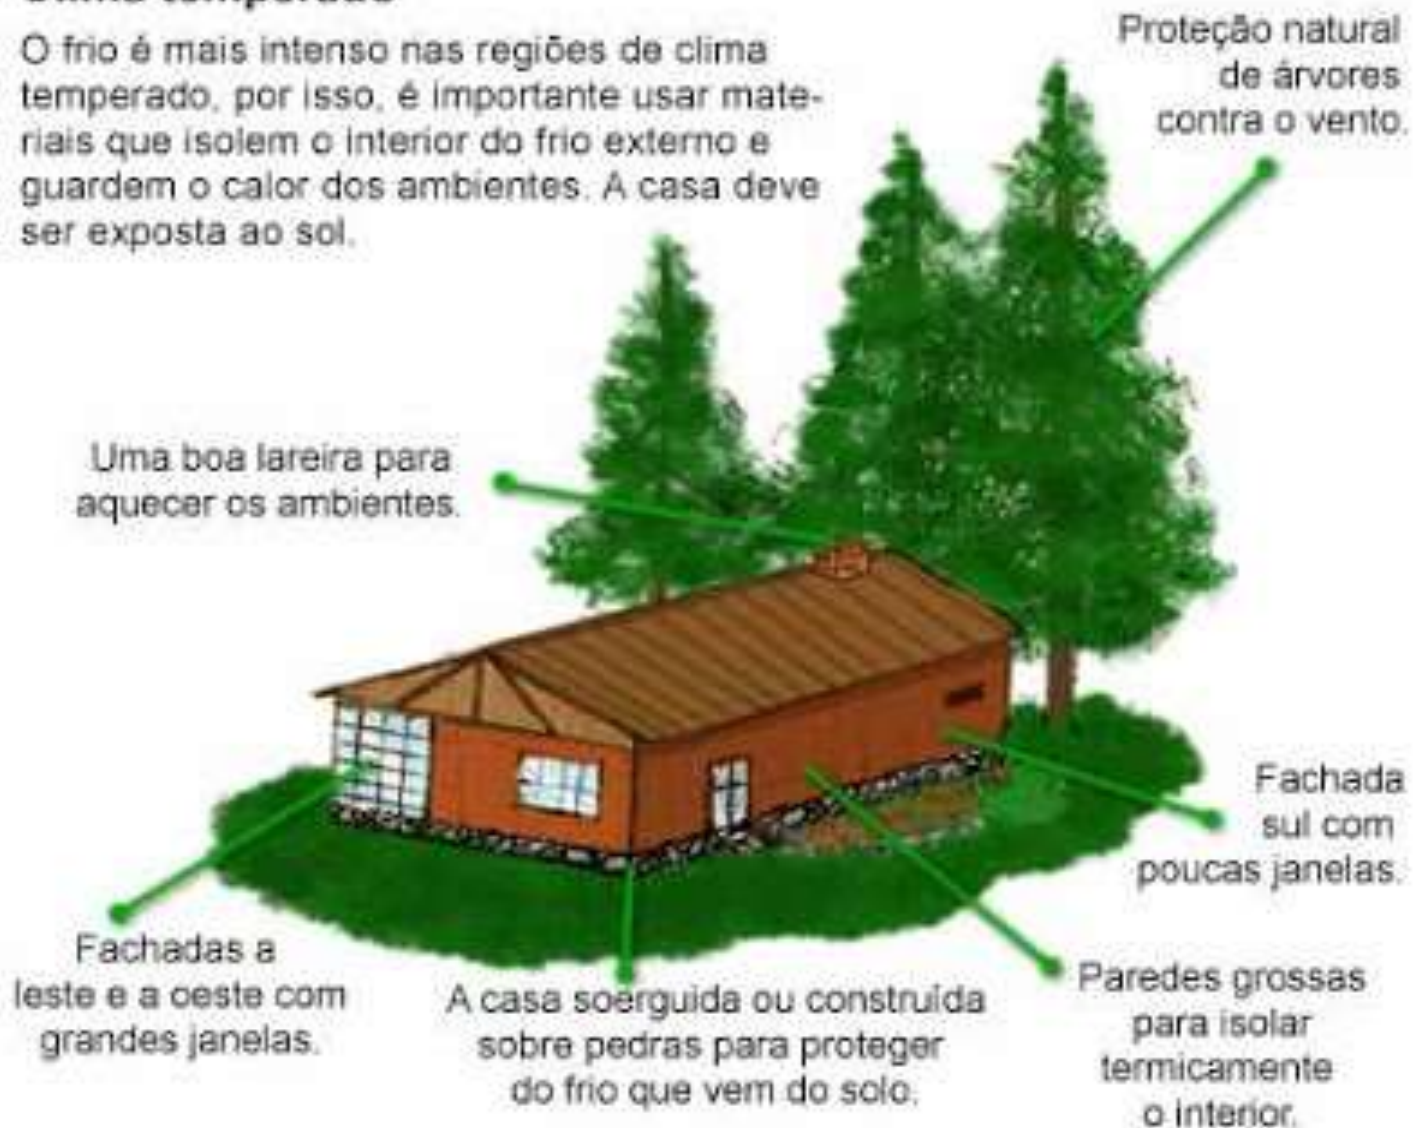 O frio é mais intenso nas regiões de clima
temperado, por isso, é importante usar mate-
riais que isolem o interior do frio externo e
guardem o calor dos ambientes. A casa deve
ser exposta ao sol.
Proteção natural
de árvores
contra o vento.
Uma boa lareira para
aquecer os ambientes.
Fachada
sul com
poucas janelas.
Fachadas a
leste e a oeste com
grandes janelas.
A casa soerguida ou construída
sobre pedras para proteger
do frio que vem do solo.
Paredes grossas
para isolar
termicamente
o interior.